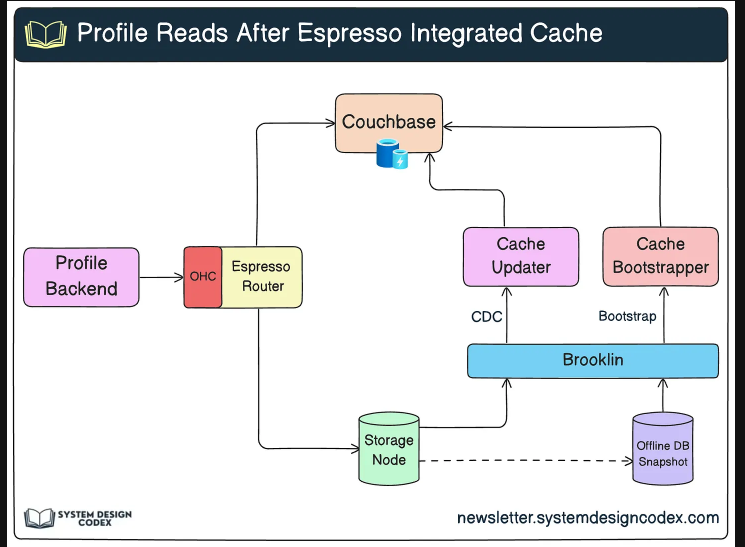 Profile Reads After Espresso Integrated Cache
Couchbase
Profile
Backend
OHC
Espresso
Router
Cache
Updater
Cache
Bootstrapper
CDC
Bootstrap
Brooklin
Storage
Node
Offline DB
Snapshot
SYSTEM DESIGN
CODEX
newsletter.systemdesigncodex.com